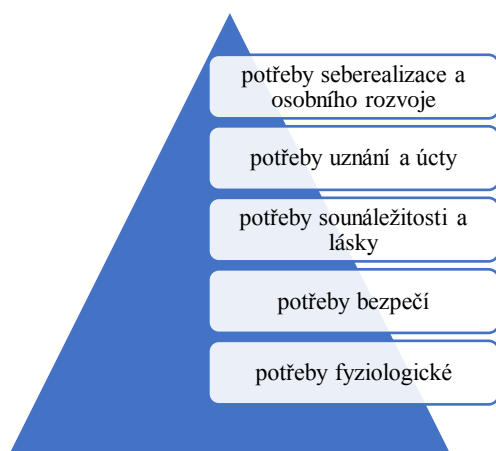 potřeby seberealizace a
osobního rozvoje
potřeby uznání a úcty
potřeby sounáležitosti a
lásky
potřeby bezpečí
potřeby fyziologické